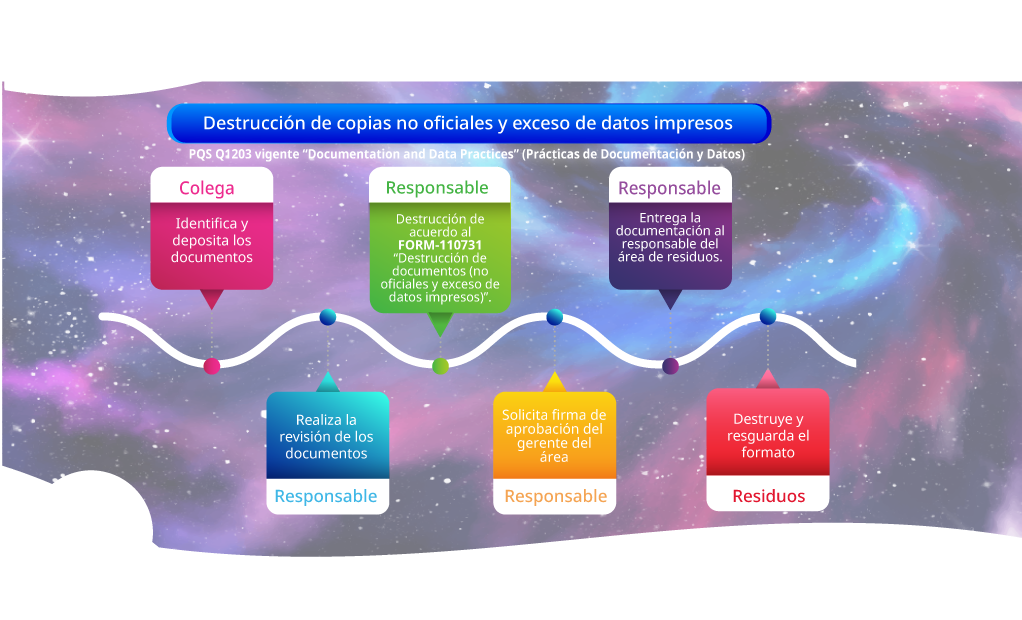 Destrucción de copias no oficiales y exceso de datos impresos
PQS Q1203 vigente “Documentation and Data Practices” (Prácticas de Documentación y Datos)
Colega
Identifica y
deposita los
documentos
Realiza la
revisión de los
documentos
Responsable
Responsable
Destrucción de
acuerdo al
FORM-110731
“Destrucción de
documentos (no
oficiales y exceso de
datos impresos)”.
Solicita firma de
aprobación del
gerente del
área
Responsable
Responsable
Entrega la
documentación al
responsable del
área de residuos.
Destruye y
resguarda el
formato
Residuos